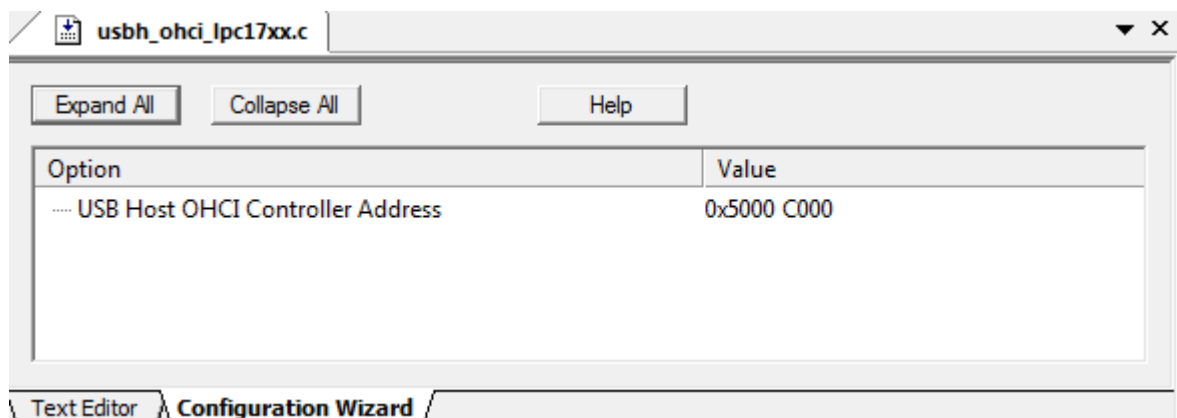 usbh_ohci_lpc17xx.c
Expand All Collapse All Help
Option Value
USB Host OHCI Controller Address 0x5000 C000
Text Editor Configuration Wizard